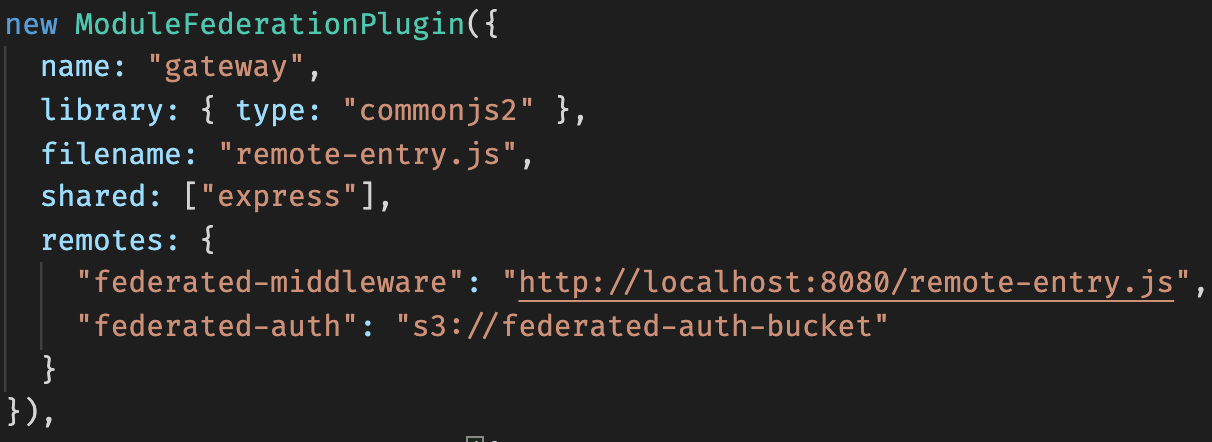 new ModuleFederationPlugin({
name: "gateway",
library: { type: "commonjs2" },
filename: "remote-entry.js",
shared: ["express"],
remotes: {
"federated-middleware": "http://localhost:8080/remote-entry.js",
"federated-auth": "s3://federated-auth-bucket"
}
}),